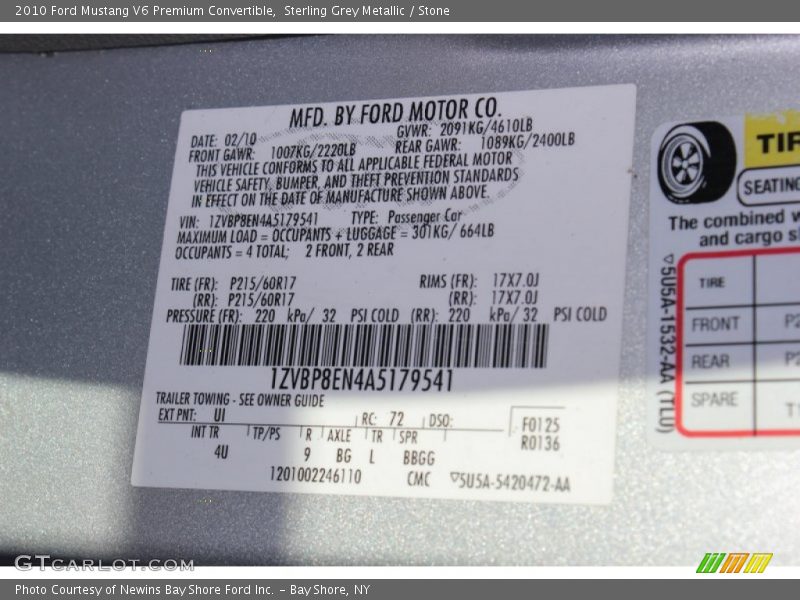 2010 Ford Mustang V6 Premium Convertible, Sterling Grey Metallic / Stone
MFD. BY FORD MOTOR CO.
DATE: 02/10 GVWR: 2091KG/4610LB
FRONT GAWR: 1007KG/2220LB REAR GAWR: 1089KG/2400LB
THIS VEHICLE CONFORMS TO ALL APPLICABLE FEDERAL MOTOR
VEHICLE SAFETY, BUMPER, AND THEFT PREVENTION STANDARDS
IN EFFECT ON THE DATE OF MANUFACTURE SHOWN ABOVE.
VIN: 1ZVBP8EN4A5179541 TYPE: Passenger Car
MAXIMUM LOAD = OCCUPANTS + LUGGAGE = 301KG/ 664LB
OCCUPANTS = 4 TOTAL; 2 FRONT, 2 REAR
TIRE (FR): P215/60R17 RIMS (FR): 17X7.0J
(RR): P215/60R17 (RR): 17X7.0J
PRESSURE (FR): 220 kPa/ 32 PSI COLD (RR): 220 kPa/ 32 PSI COLD
1ZVBP8EN4A5179541
TRAILER TOWING - SEE OWNER GUIDE
EXT PNT: UI RC: 72 DSO: F0125
INT TR TP/PS R AXLE TR SPR R0136
4U 9 BG L BBGG
1201002246110 CMC ▽5U5A-5420472-AA
TIR
SEATING
The combined w
and cargo s
▽5U5A-1532-AA (TL0)
TIRE
FRONT P2
REAR P2
SPARE T1
GTCARLOT.COM
Photo Courtesy of Newins Bay Shore Ford Inc. - Bay Shore, NY